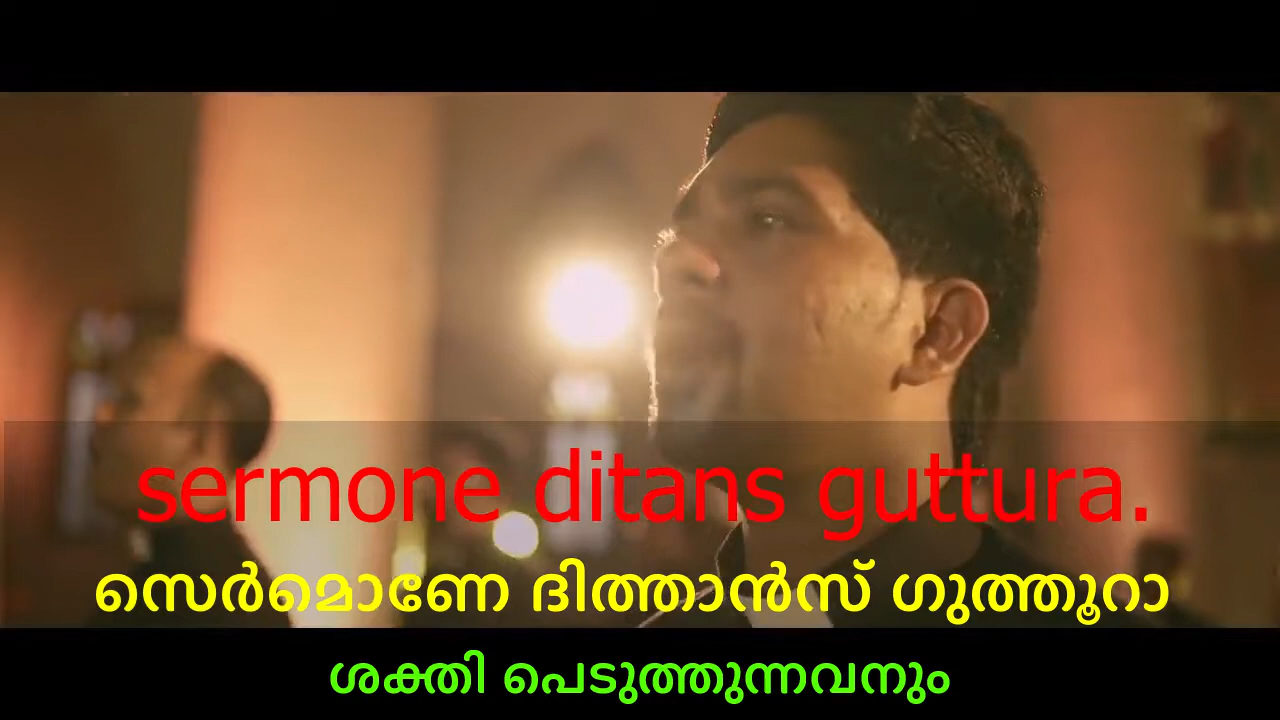 sermone ditans guttura.
സെർമൊണേ ദിത്താൻസ് ഗുത്തൂറാ
ശക്തി പെടുത്തുന്നവനും